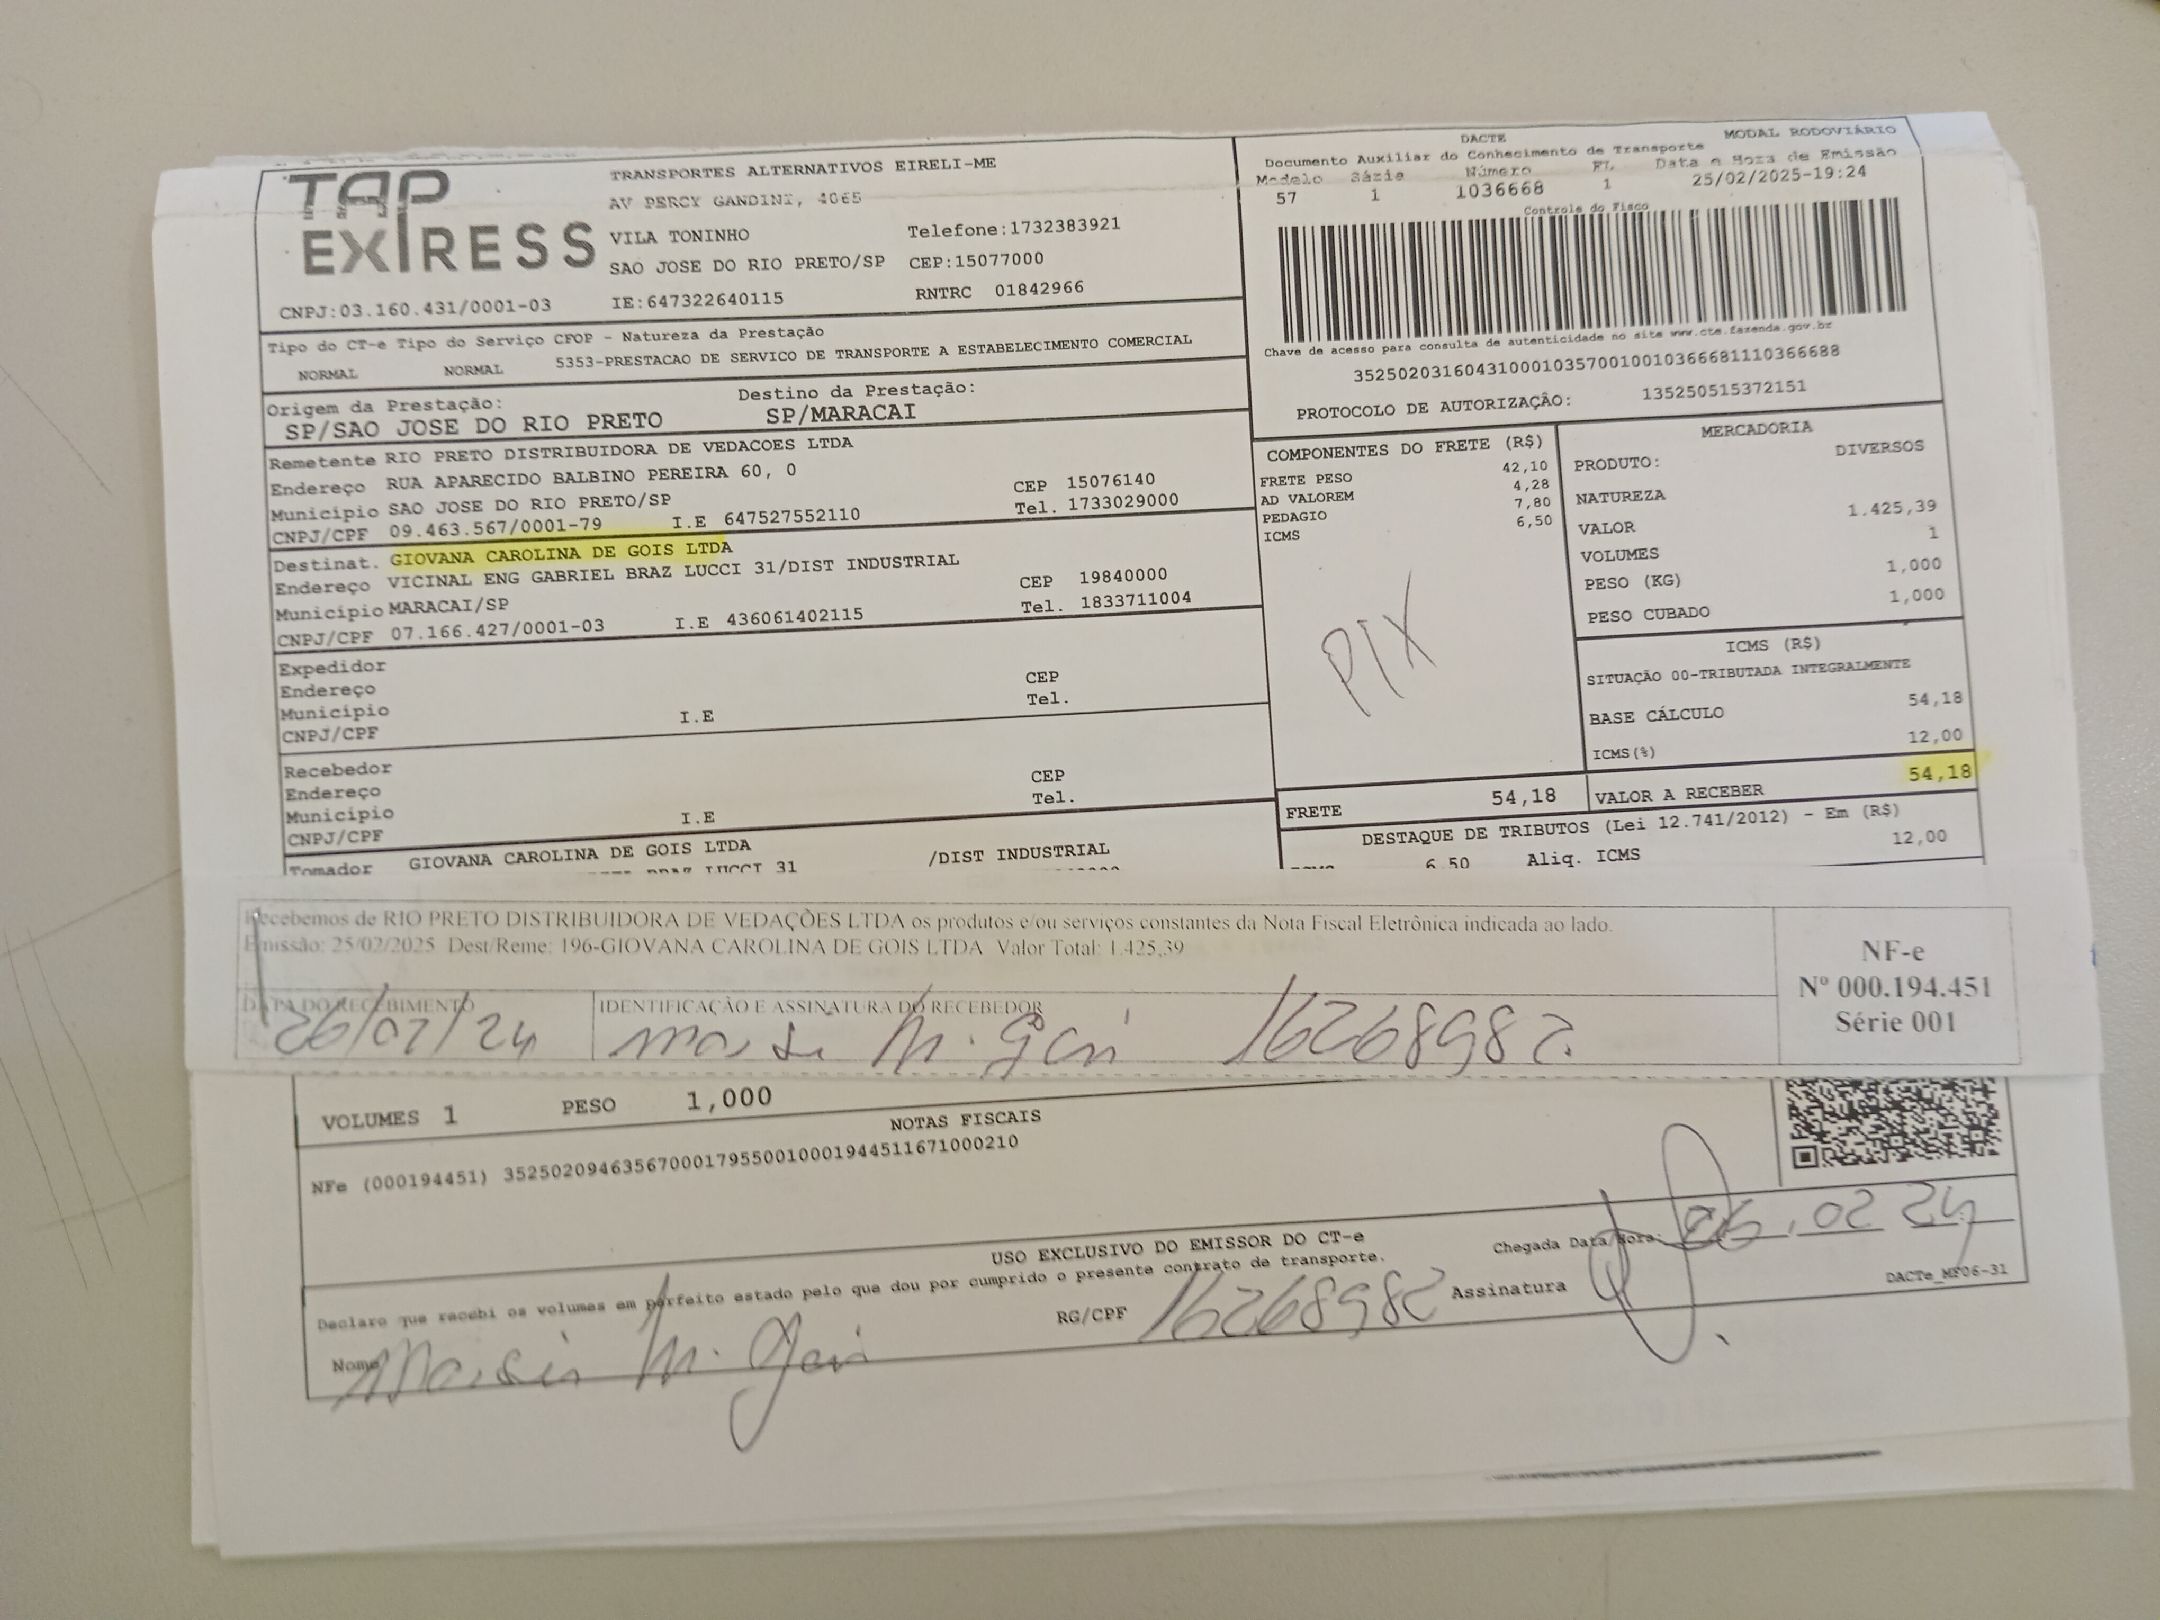 TAP EXPRESS
TRANSPORTES ALTERNATIVOS EIRELI-ME
AV PERCY GANDINI, 4065
VILA TONINHO Telefone:1732383921
SAO JOSE DO RIO PRETO/SP CEP:15077000
CNPJ:03.160.431/0001-03 IE:647322640115 RNTRC 01842966
DACTE MODAL RODOVIÁRIO
Documento Auxiliar do Conhecimento de Transporte
Modelo Série Número FL Data e Hora de Emissão
57 1 1036668 1 25/02/2025-19:24
Controle do Fisco
Chave de acesso para consulta de autenticidade no site www.cte.fazenda.gov.br
35250203160431000103570010010366681110366688
PROTOCOLO DE AUTORIZAÇÃO: 135250515372151
Tipo do CT-e Tipo do Serviço CFOP - Natureza da Prestação
NORMAL NORMAL 5353-PRESTACAO DE SERVICO DE TRANSPORTE A ESTABELECIMENTO COMERCIAL
Origem da Prestação: Destino da Prestação:
SP/SAO JOSE DO RIO PRETO SP/MARACAI
Remetente RIO PRETO DISTRIBUIDORA DE VEDACOES LTDA
Endereço RUA APARECIDO BALBINO PEREIRA 60, 0 CEP 15076140
Município SAO JOSE DO RIO PRETO/SP Tel. 1733029000
CNPJ/CPF 09.463.567/0001-79 I.E 647527552110
Destinat. GIOVANA CAROLINA DE GOIS LTDA
Endereço VICINAL ENG GABRIEL BRAZ LUCCI 31/DIST INDUSTRIAL CEP 19840000
Município MARACAI/SP Tel. 1833711004
CNPJ/CPF 07.166.427/0001-03 I.E 436061402115
Expedidor
Endereço CEP
Município Tel.
CNPJ/CPF I.E
Recebedor
Endereço CEP
Município Tel.
CNPJ/CPF I.E
Tomador GIOVANA CAROLINA DE GOIS LTDA /DIST INDUSTRIAL
BRAZ LUCCI 31
COMPONENTES DO FRETE (R$)
FRETE PESO 42,10
AD VALOREM 4,28
PEDAGIO 7,80
ICMS 6,50
PIX
FRETE 54,18
MERCADORIA
PRODUTO: DIVERSOS
NATUREZA
VALOR 1.425,39
VOLUMES 1
PESO (KG) 1,000
PESO CUBADO 1,000
ICMS (R$)
SITUAÇÃO 00-TRIBUTADA INTEGRALMENTE
BASE CÁLCULO 54,18
ICMS(%) 12,00
VALOR A RECEBER 54,18
DESTAQUE DE TRIBUTOS (Lei 12.741/2012) - Em (R$)
6,50 Aliq. ICMS 12,00
Recebemos de RIO PRETO DISTRIBUIDORA DE VEDAÇÕES LTDA os produtos e/ou serviços constantes da Nota Fiscal Eletrônica indicada ao lado.
Emissão: 25/02/2025 Dest/Reme: 196-GIOVANA CAROLINA DE GOIS LTDA Valor Total: 1.425,39
DATA DO RECEBIMENTO IDENTIFICAÇÃO E ASSINATURA DO RECEBEDOR
16268982
NF-e
Nº 000.194.451
Série 001
VOLUMES 1 PESO 1,000
NOTAS FISCAIS
NFe (000194451) 35250209463567000179550010001944511671000210
USO EXCLUSIVO DO EMISSOR DO CT-e
Declaro que recebi os volumes em perfeito estado pelo que dou por cumprido o presente contrato de transporte.
Chegada Data/Hora: 26.02 24
Nome RG/CPF 16268982 Assinatura
DACTe_MF06-31